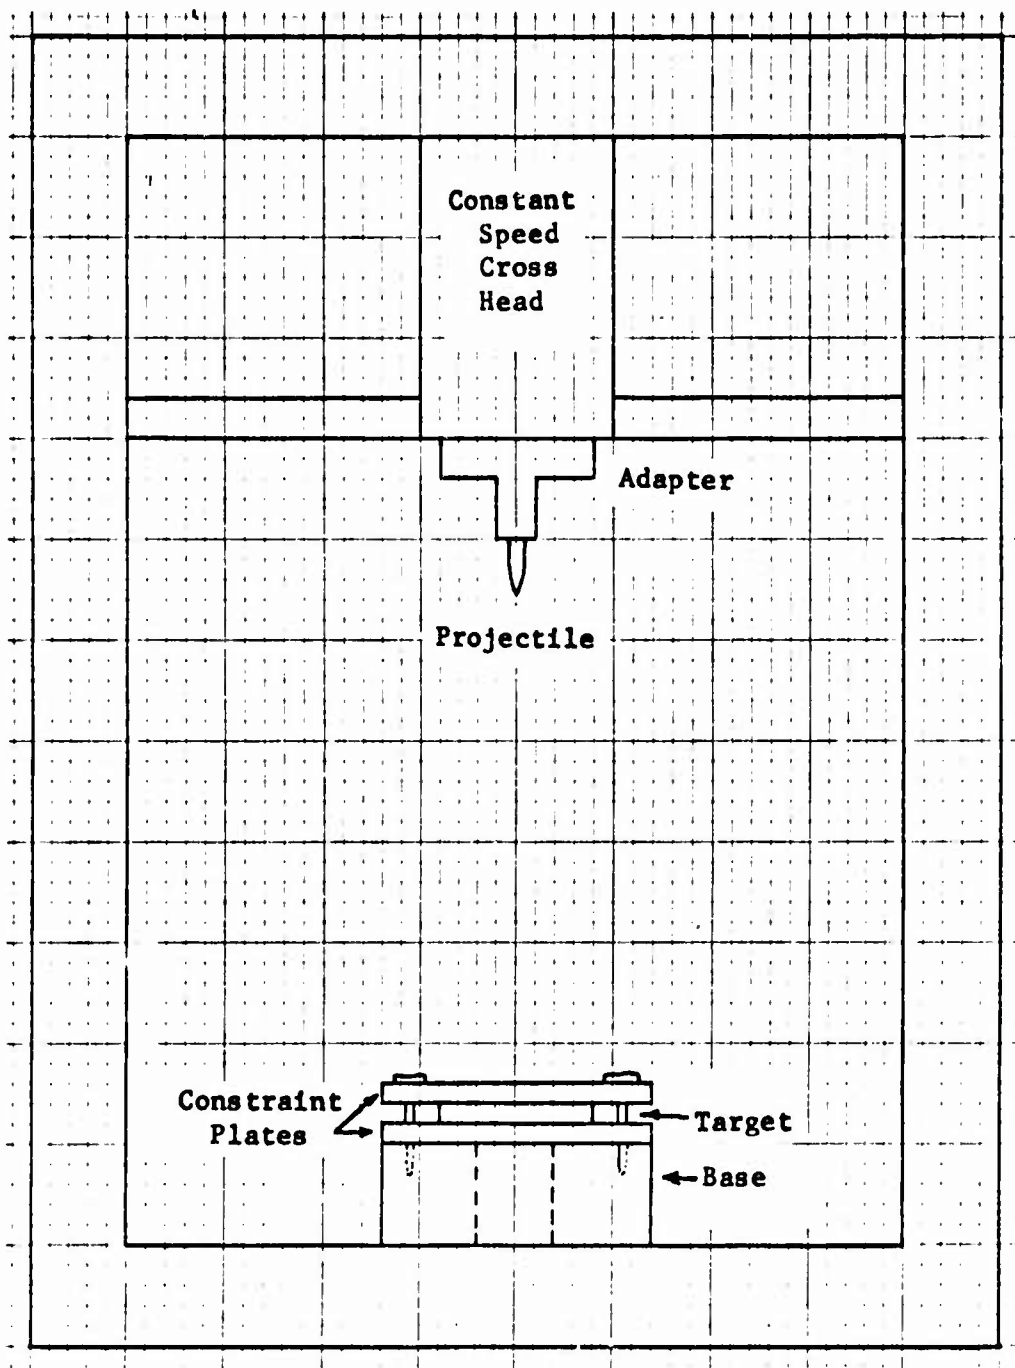 Constant
Speed
Cross
Head
Adapter
Projectile
Constraint
Plates
Target
Base